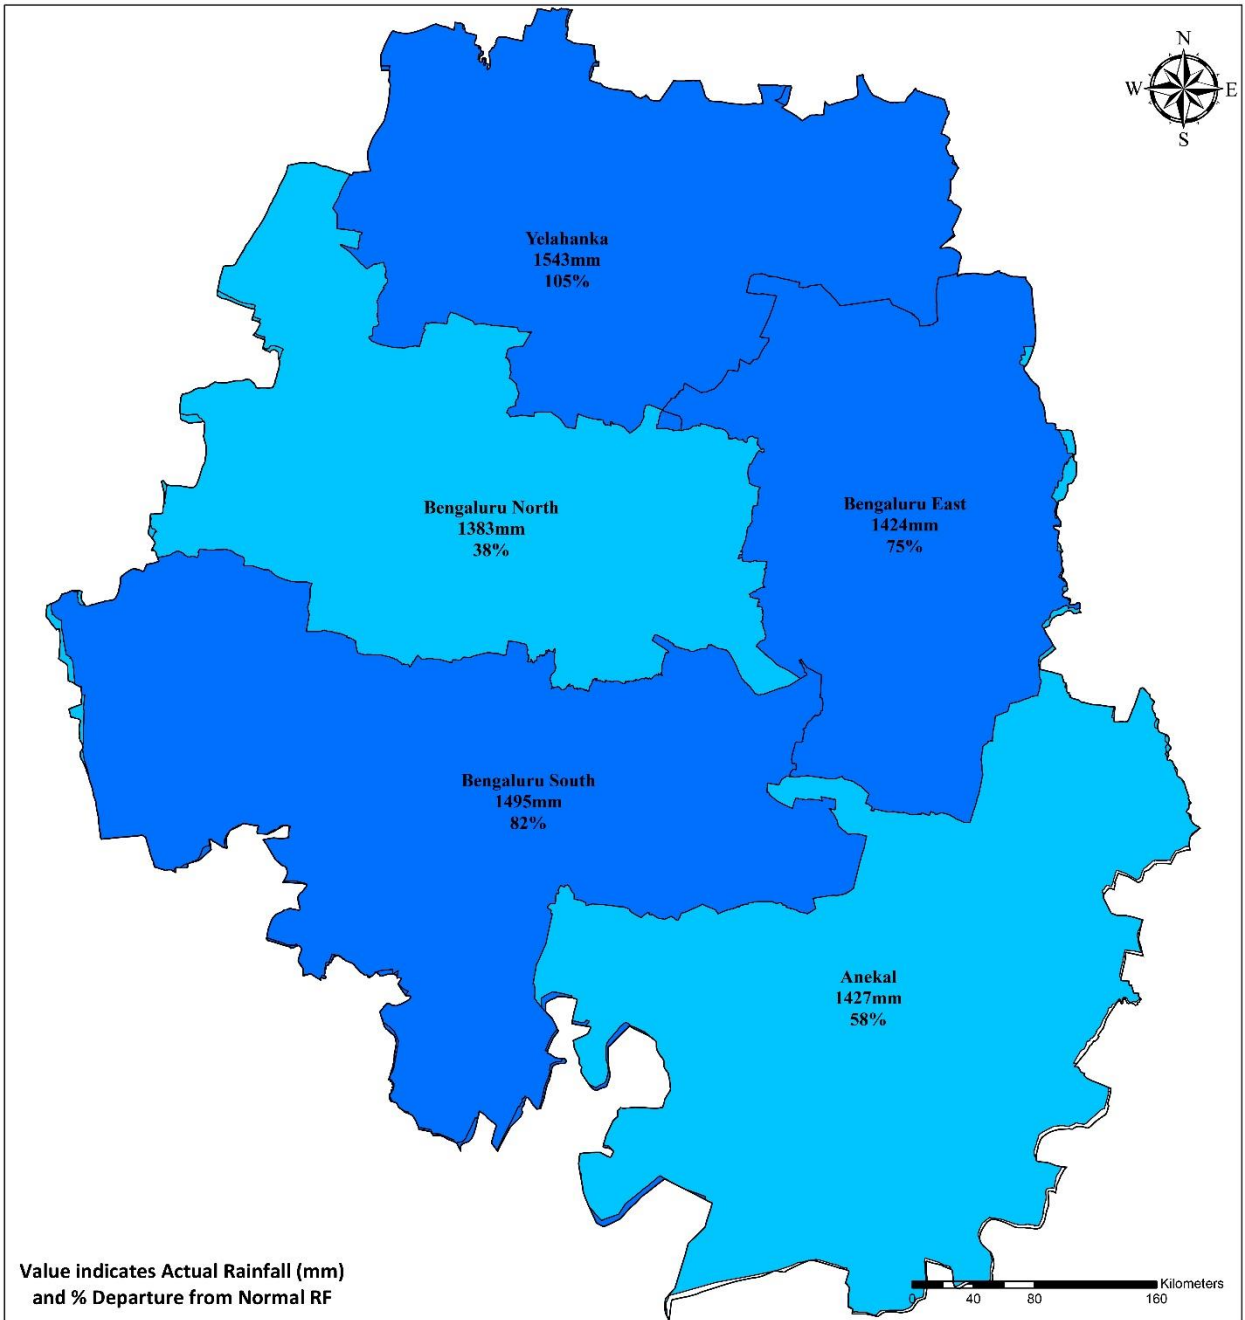 N
W E
S
Yelahanka
1543mm
105%
Bengaluru North
1383mm
38%
Bengaluru East
1424mm
75%
Bengaluru South
1495mm
82%
Anekal
1427mm
58%
Value indicates Actual Rainfall (mm)
and % Departure from Normal RF
Kilometers
0 40 80 160